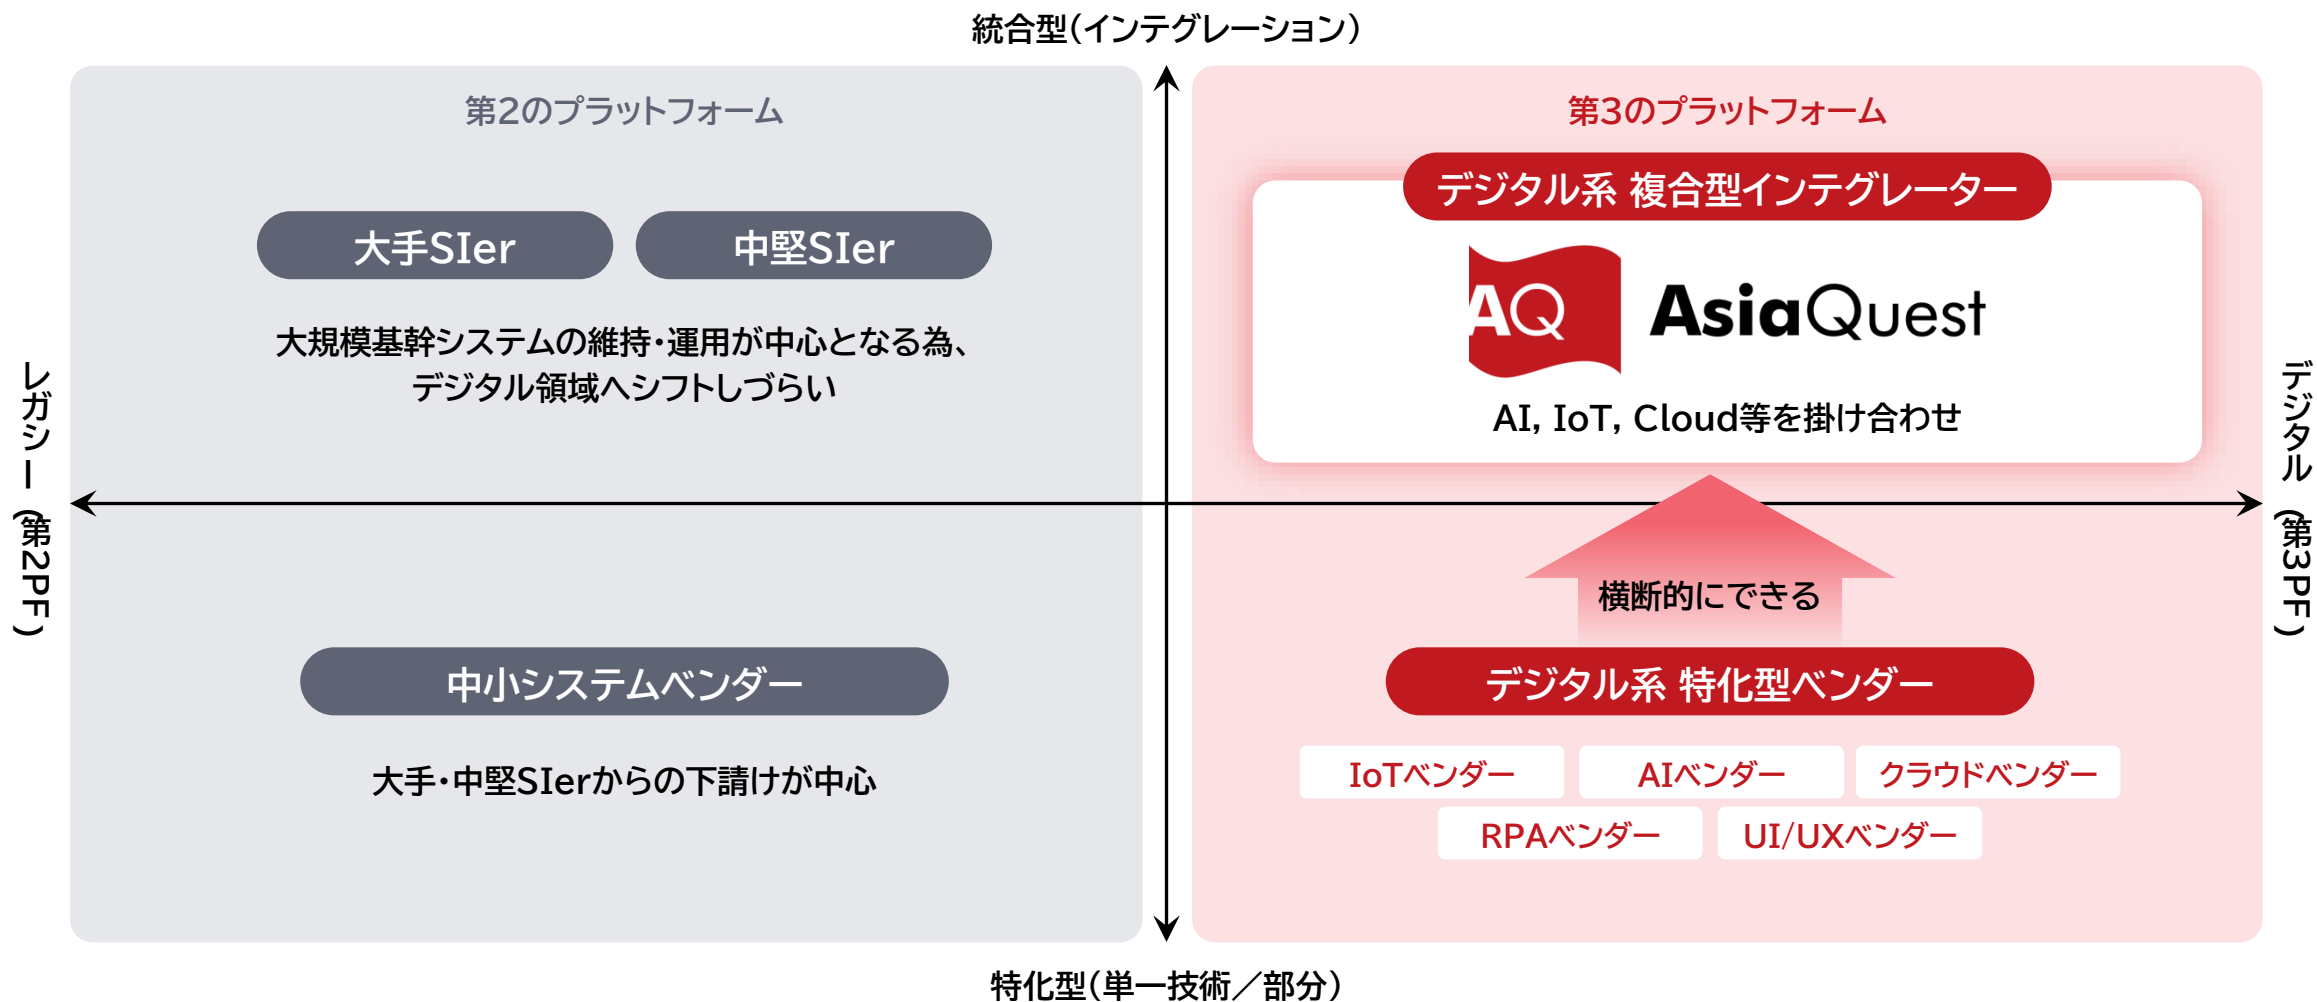 統合型（インテグレーション）
第2のプラットフォーム
大手SIer
中堅SIer
大規模基幹システムの維持・運用が中心となる為、
デジタル領域へシフトしづらい
第3のプラットフォーム
デジタル系 複合型インテグレーター
AQ AsiaQuest
AI, IoT, Cloud等を掛け合わせ
レガシー（第2PF）
デジタル（第3PF）
中小システムベンダー
大手・中堅SIerからの下請けが中心
横断的にできる
デジタル系 特化型ベンダー
IoTベンダー
AIベンダー
クラウドベンダー
RPAベンダー
UI/UXベンダー
特化型（単一技術／部分）